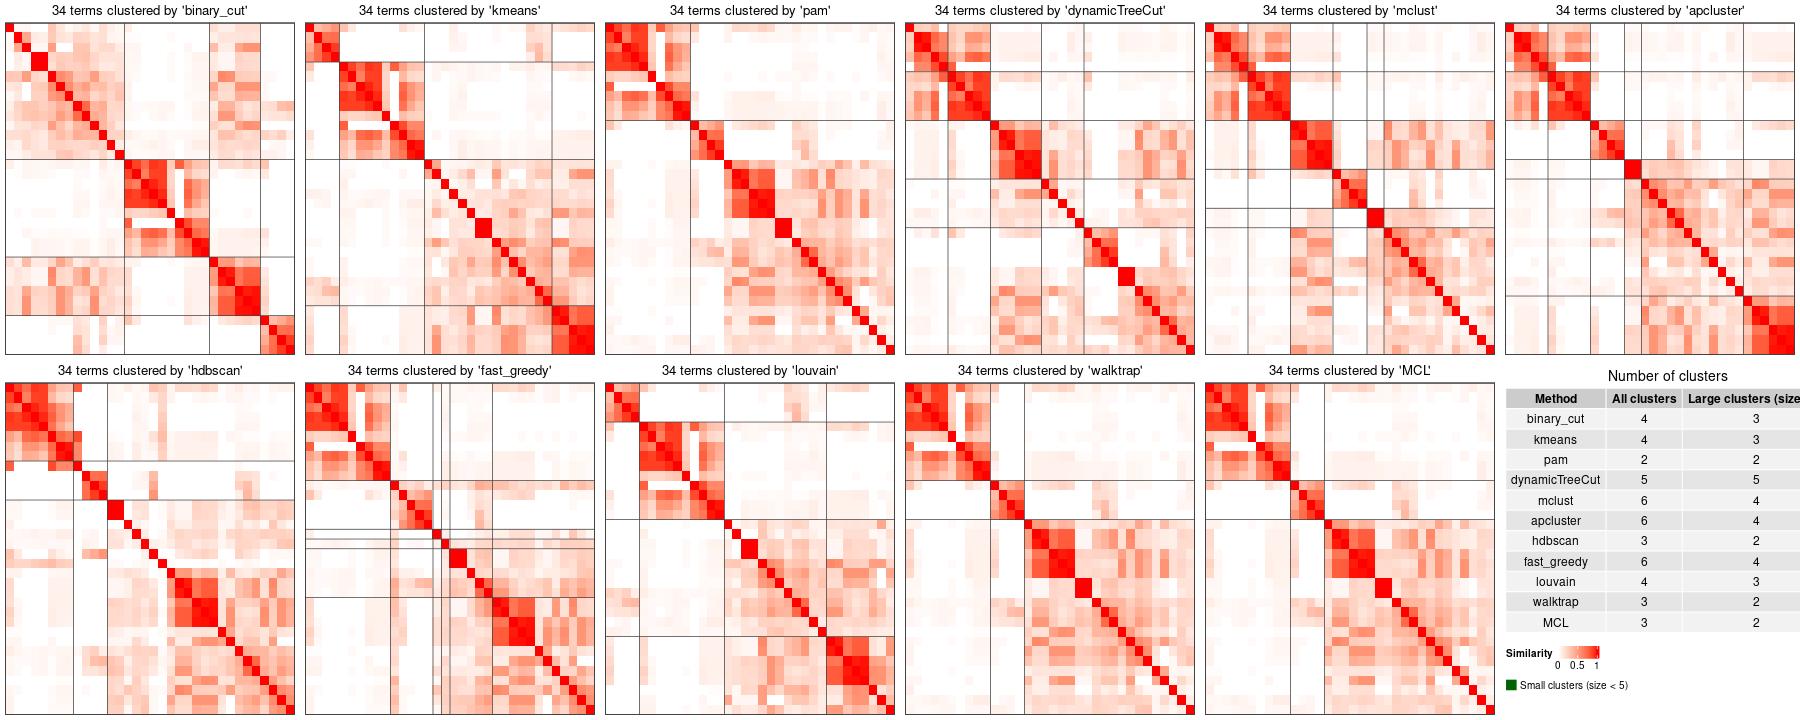 34 terms clustered by 'binary_cut'
34 terms clustered by 'kmeans'
34 terms clustered by 'pam'
34 terms clustered by 'dynamicTreeCut'
34 terms clustered by 'mclust'
34 terms clustered by 'apcluster'
34 terms clustered by 'hdbscan'
34 terms clustered by 'fast_greedy'
34 terms clustered by 'louvain'
34 terms clustered by 'walktrap'
34 terms clustered by 'MCL'
Number of clusters
Method All clusters Large clusters (size
binary_cut 4 3
kmeans 4 3
pam 2 2
dynamicTreeCut 5 5
mclust 6 4
apcluster 6 4
hdbscan 3 2
fast_greedy 6 4
louvain 4 3
walktrap 3 2
MCL 3 2
Similarity
0 0.5 1
Small clusters (size < 5)